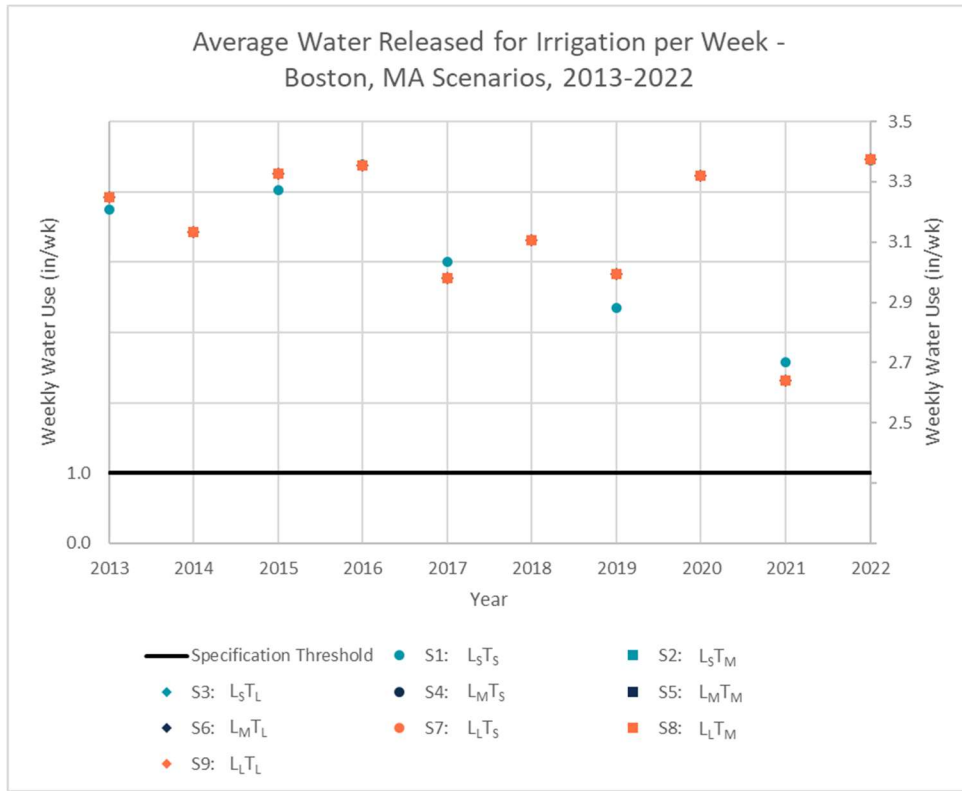 Average Water Released for Irrigation per Week -
Boston, MA Scenarios, 2013-2022
Weekly Water Use (in/wk)
1.0
0.0
3.5
3.3
3.1
2.9
2.7
2.5
Weekly Water Use (in/wk)
2013 2014 2015 2016 2017 2018 2019 2020 2021 2022
Year
Specification Threshold S1: LSTS S2: LSTM
S3: LSTL S4: LMTS S5: LMTM
S6: LMTL S7: LLTS S8: LLTM
S9: LLTL